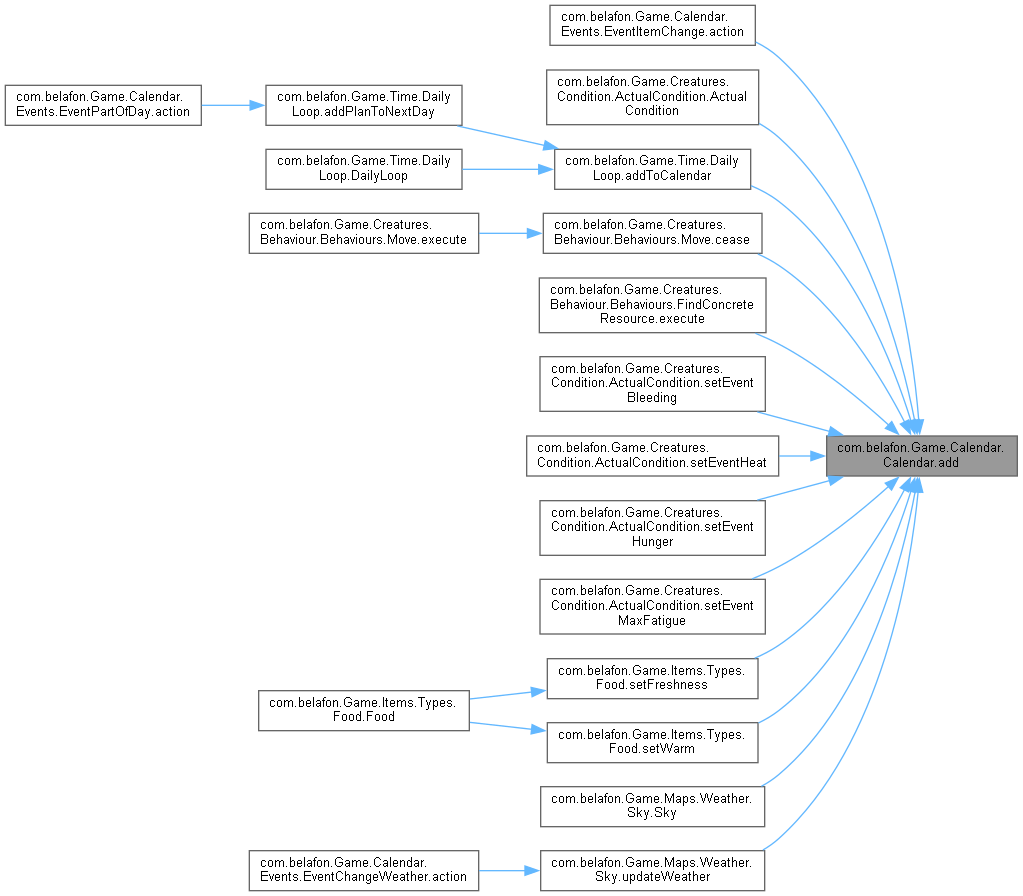 com.belafon.Game.Calendar.
Events.EventItemChange.action
com.belafon.Game.Creatures.
Condition.ActualCondition.Actual
Condition
com.belafon.Game.Calendar.
Events.EventPartOfDay.action
com.belafon.Game.Time.Daily
Loop.addPlanToNextDay
com.belafon.Game.Time.Daily
Loop.DailyLoop
com.belafon.Game.Time.Daily
Loop.addToCalendar
com.belafon.Game.Creatures.
Behaviour.Behaviours.Move.execute
com.belafon.Game.Creatures.
Behaviour.Behaviours.Move.cease
com.belafon.Game.Creatures.
Behaviour.Behaviours.FindConcrete
Resource.execute
com.belafon.Game.Creatures.
Condition.ActualCondition.setEvent
Bleeding
com.belafon.Game.Creatures.
Condition.ActualCondition.setEventHeat
com.belafon.Game.Calendar.
Calendar.add
com.belafon.Game.Creatures.
Condition.ActualCondition.setEvent
Hunger
com.belafon.Game.Creatures.
Condition.ActualCondition.setEvent
MaxFatigue
com.belafon.Game.Items.Types.
Food.setFreshness
com.belafon.Game.Items.Types.
Food.Food
com.belafon.Game.Items.Types.
Food.setWarm
com.belafon.Game.Maps.Weather.
Sky.Sky
com.belafon.Game.Calendar.
Events.EventChangeWeather.action
com.belafon.Game.Maps.Weather.
Sky.updateWeather